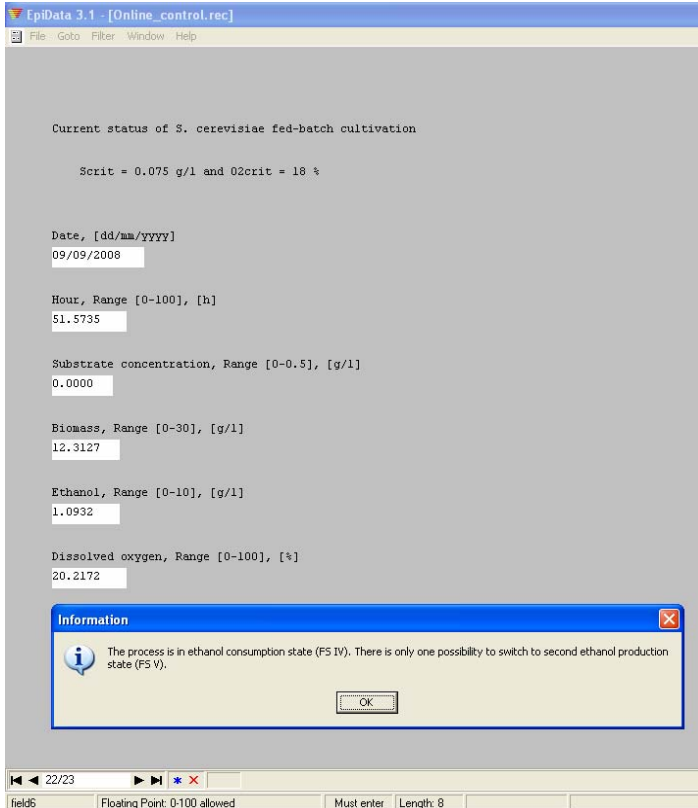 EpiData 3.1 - [Online_control.rec]
File Goto Filter Window Help
Current status of S. cerevisiae fed-batch cultivation
Scrit = 0.075 g/l and O2crit = 18 %
Date, [dd/mm/yyyy]
09/09/2008
Hour, Range [0-100], [h]
51.5735
Substrate concentration, Range [0-0.5], [g/l]
0.0000
Biomass, Range [0-30], [g/l]
12.3127
Ethanol, Range [0-10], [g/l]
1.0932
Dissolved oxygen, Range [0-100], [%]
20.2172
Information
The process is in ethanol consumption state (FS IV). There is only one possibility to switch to second ethanol production
state (FS V).
OK
22/23
field6 Floating Point: 0-100 allowed Must enter Length: 8